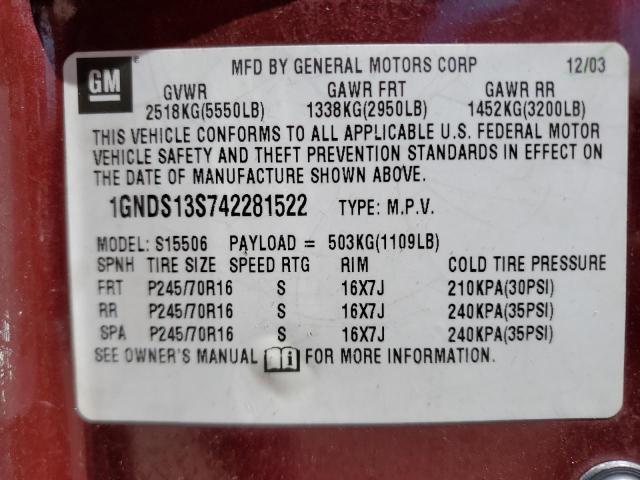 GM MFD BY GENERAL MOTORS CORP 12/03
GVWR GAWR FRT GAWR RR
2518KG(5550LB) 1338KG(2950LB) 1452KG(3200LB)
THIS VEHICLE CONFORMS TO ALL APPLICABLE U.S. FEDERAL MOTOR
VEHICLE SAFETY AND THEFT PREVENTION STANDARDS IN EFFECT ON
THE DATE OF MANUFACTURE SHOWN ABOVE.
1GNDS13S742281522 TYPE: M.P.V.
MODEL: S15506 PAYLOAD = 503KG(1109LB)
SPNH TIRE SIZE SPEED RTG RIM COLD TIRE PRESSURE
FRT P245/70R16 S 16X7J 210KPA(30PSI)
RR P245/70R16 S 16X7J 240KPA(35PSI)
SPA P245/70R16 S 16X7J 240KPA(35PSI)
SEE OWNER'S MANUAL i FOR MORE INFORMATION.